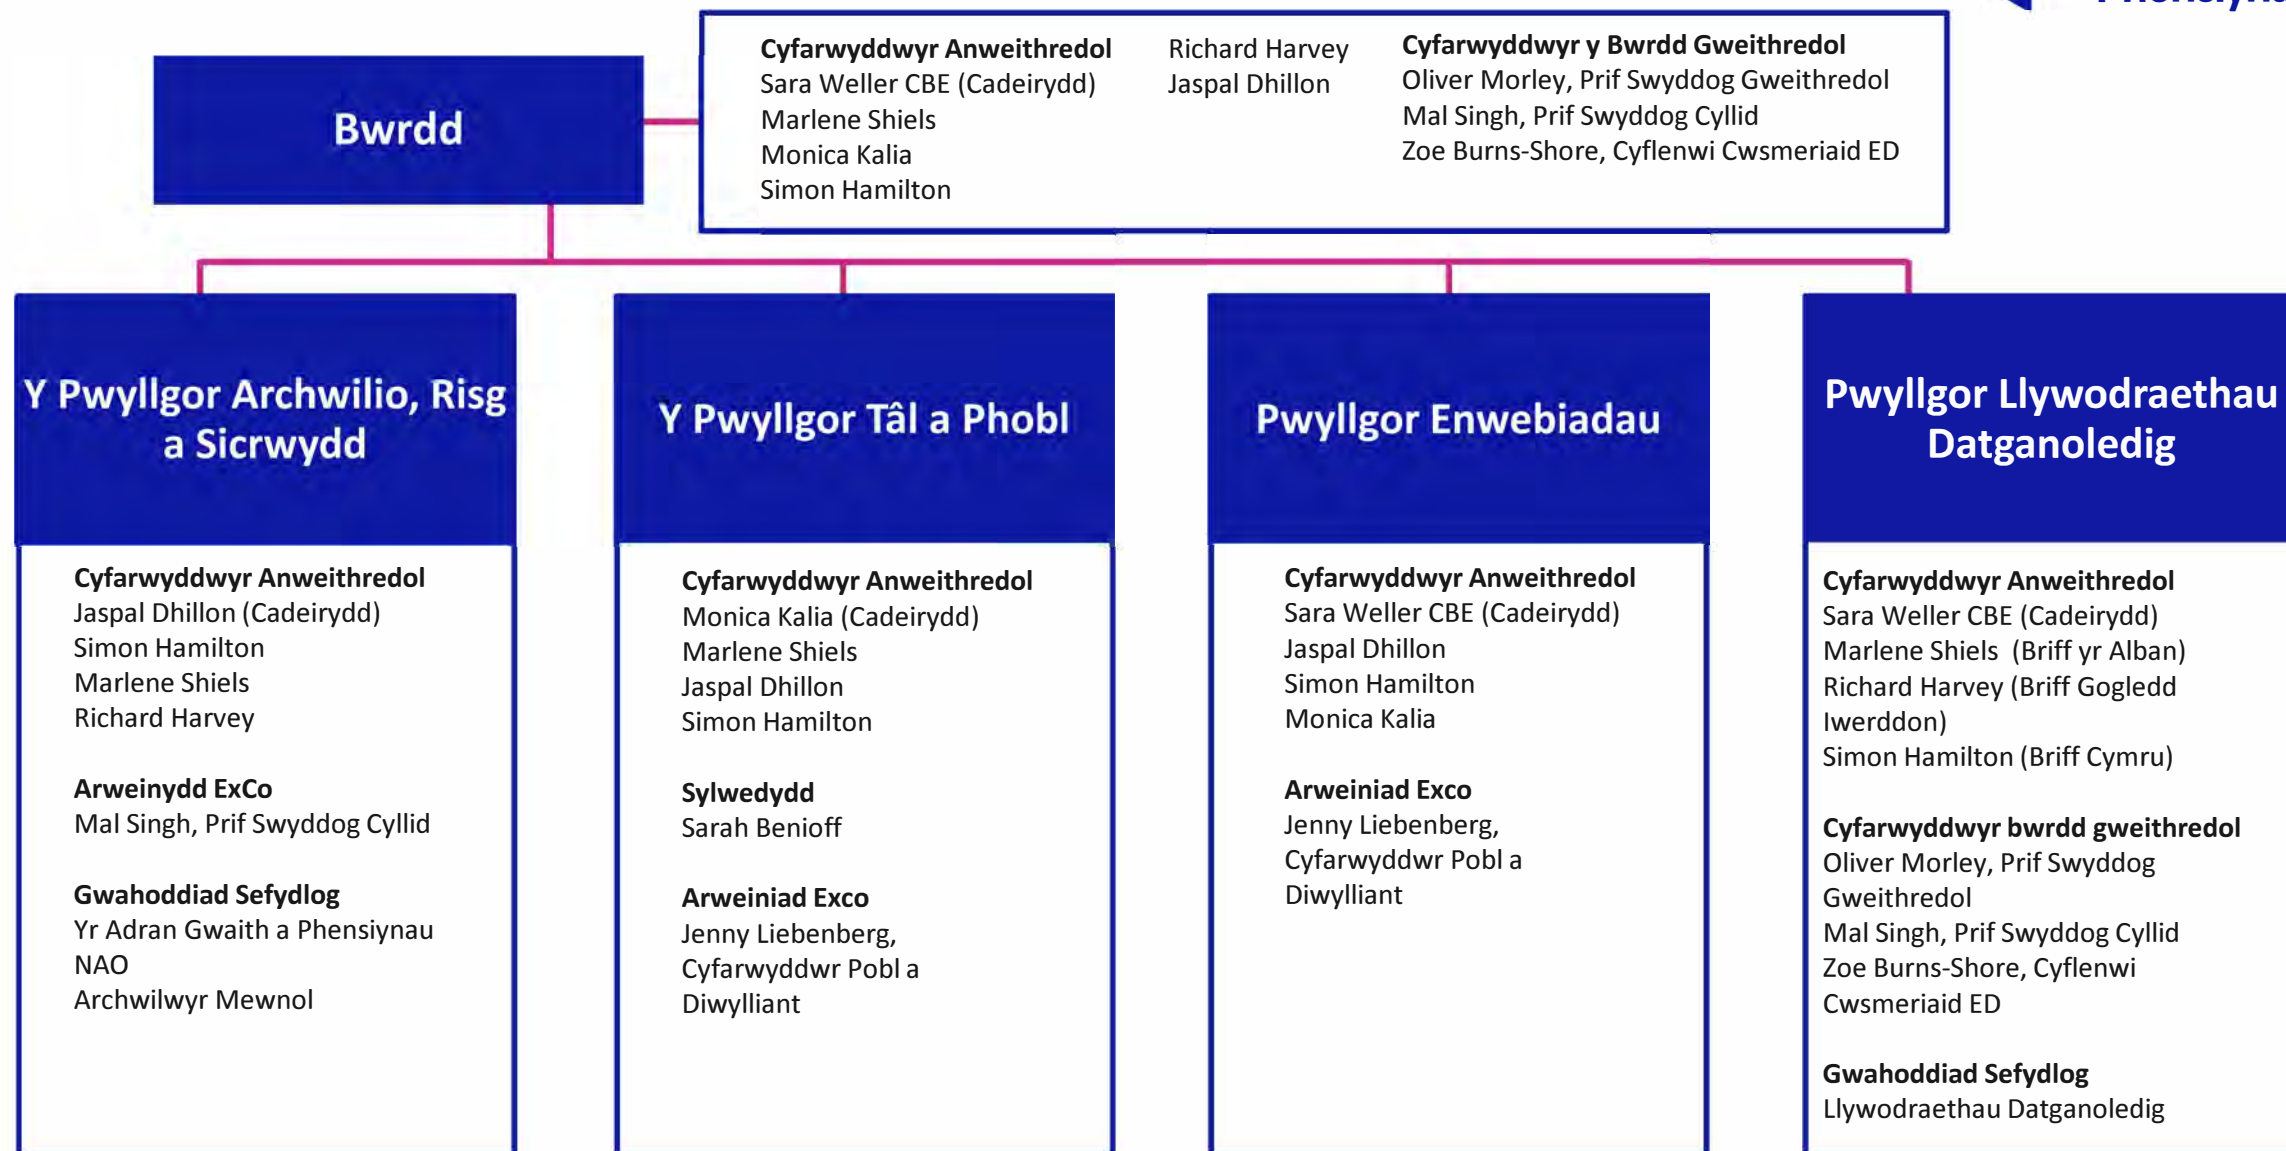 Bwrdd
Cyfarwyddwyr Anweithredol
Sara Weller CBE (Cadeirydd)
Marlene Shiels
Monica Kalia
Simon Hamilton
Richard Harvey
Jaspal Dhillon
Cyfarwyddwyr y Bwrdd Gweithredol
Oliver Morley, Prif Swyddog Gweithredol
Mal Singh, Prif Swyddog Cyllid
Zoe Burns-Shore, Cyflenwi Cwsmeriaid ED
Y Pwyllgor Archwilio, Risg
a Sicrwydd
Cyfarwyddwyr Anweithredol
Jaspal Dhillon (Cadeirydd)
Simon Hamilton
Marlene Shiels
Richard Harvey
Arweinydd ExCo
Mal Singh, Prif Swyddog Cyllid
Gwahoddiad Sefydlog
Yr Adran Gwaith a Phensiynau
NAO
Archwilwyr Mewnol
Y Pwyllgor Tâl a Phobl
Cyfarwyddwyr Anweithredol
Monica Kalia (Cadeirydd)
Marlene Shiels
Jaspal Dhillon
Simon Hamilton
Sylwedydd
Sarah Benioff
Arweiniad Exco
Jenny Liebenberg,
Cyfarwyddwr Pobl a
Diwylliant
Pwyllgor Enwebiadau
Cyfarwyddwyr Anweithredol
Sara Weller CBE (Cadeirydd)
Jaspal Dhillon
Simon Hamilton
Monica Kalia
Arweiniad Exco
Jenny Liebenberg,
Cyfarwyddwr Pobl a
Diwylliant
Pwyllgor Llywodraethau
Datganoledig
Cyfarwyddwyr Anweithredol
Sara Weller CBE (Cadeirydd)
Marlene Shiels (Briff yr Alban)
Richard Harvey (Briff Gogledd
Iwerddon)
Simon Hamilton (Briff Cymru)
Cyfarwyddwyr bwrdd gweithredol
Oliver Morley, Prif Swyddog
Gweithredol
Mal Singh, Prif Swyddog Cyllid
Zoe Burns-Shore, Cyflenwi
Cwsmeriaid ED
Gwahoddiad Sefydlog
Llywodraethau Datganoledig